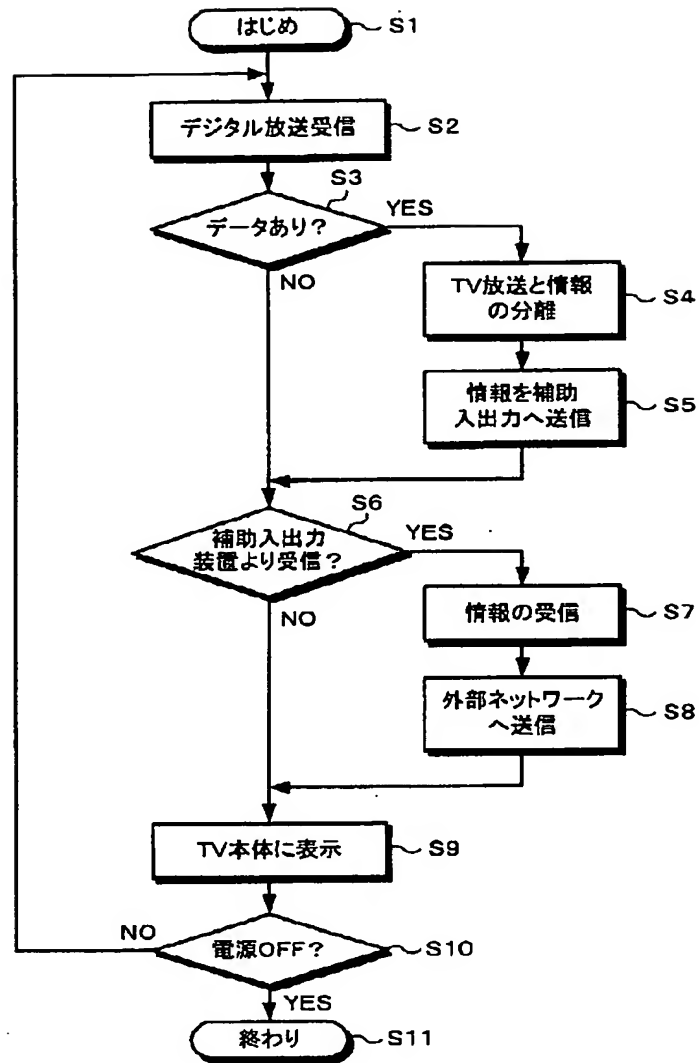 はじめ
S1
デジタル放送受信
S2
S3
データあり?
YES
NO
TV放送と情報
の分離
S4
情報を補助
入出力へ送信
S5
S6
補助入出力
装置より受信?
YES
NO
情報の受信
S7
外部ネットワーク
へ送信
S8
TV本体に表示
S9
NO
電源OFF?
S10
YES
終わり
S11